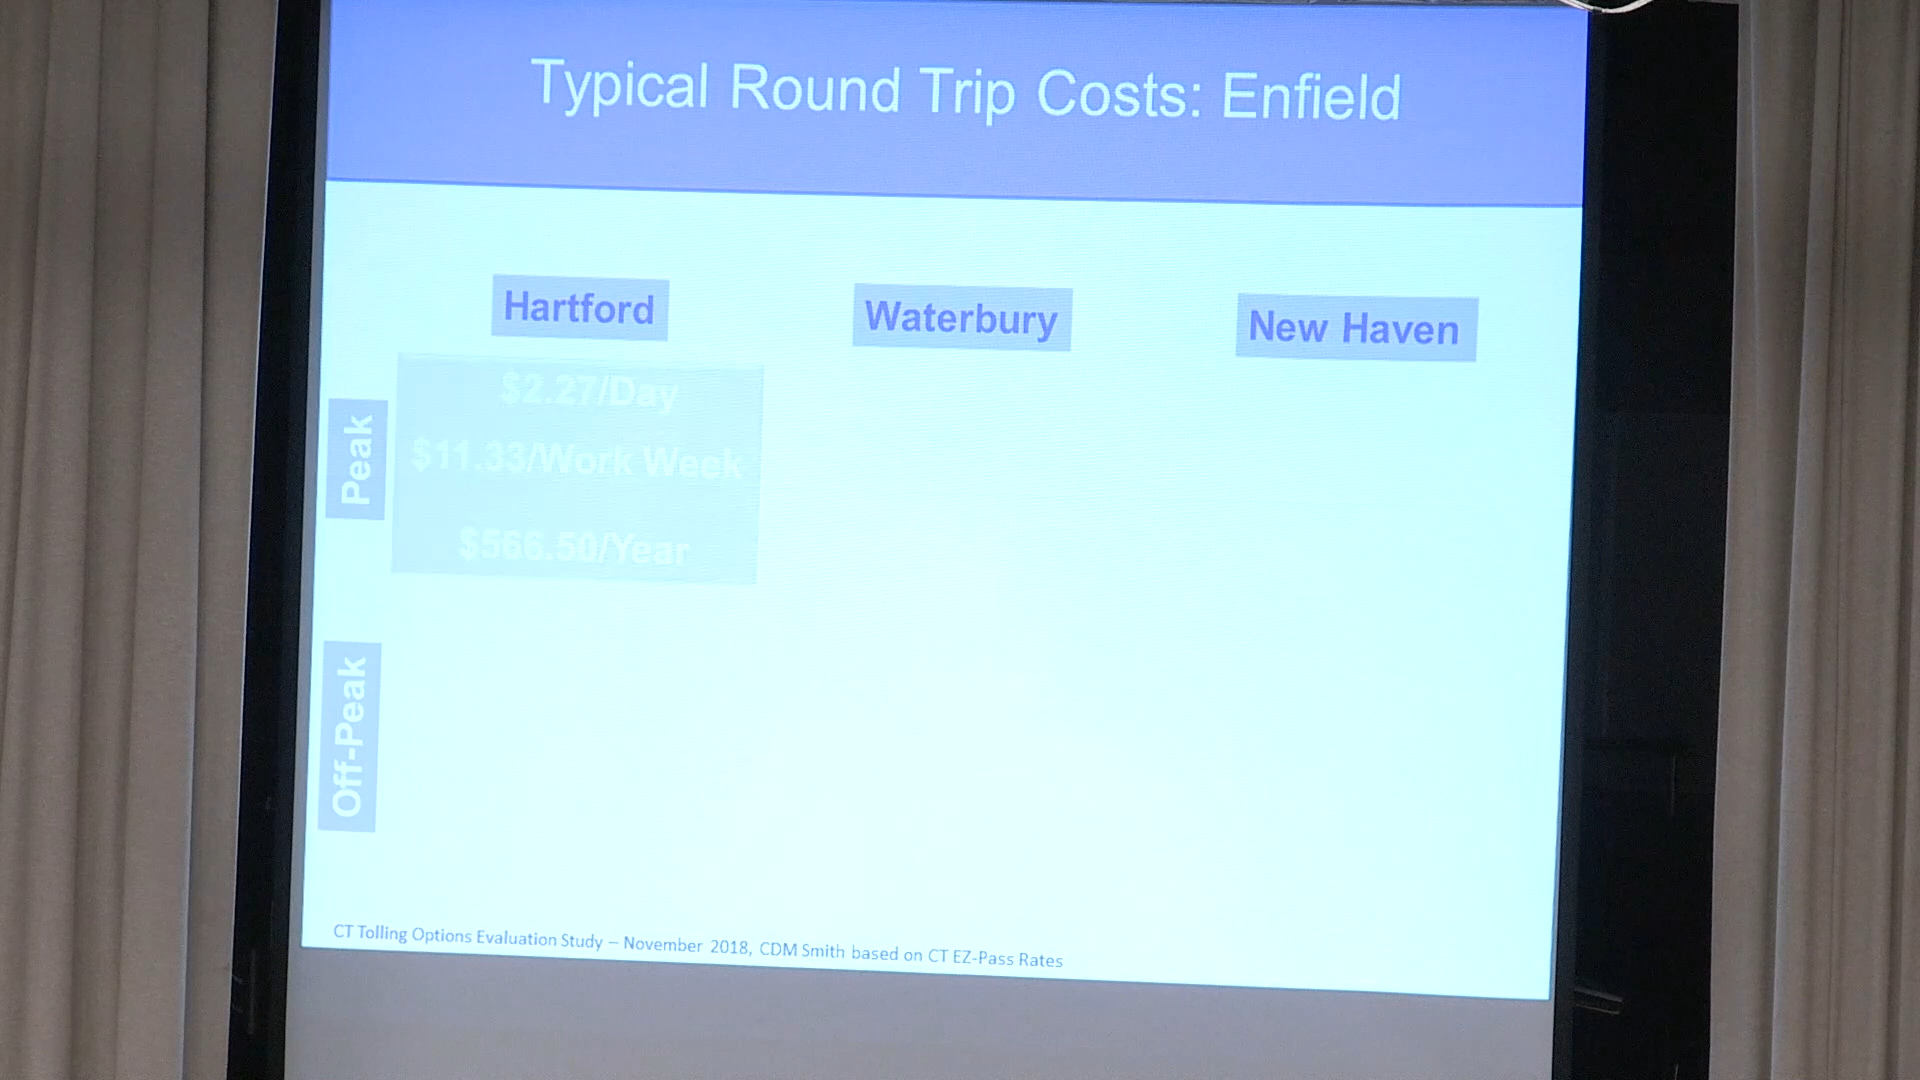 Typical Round Trip Costs: Enfield
Hartford
Waterbury
New Haven
Peak
$2.27/Day
$11.33/Work Week
$566.50/Year
Off-Peak
CT Tolling Options Evaluation Study – November 2018, CDM Smith based on CT EZ-Pass Rates